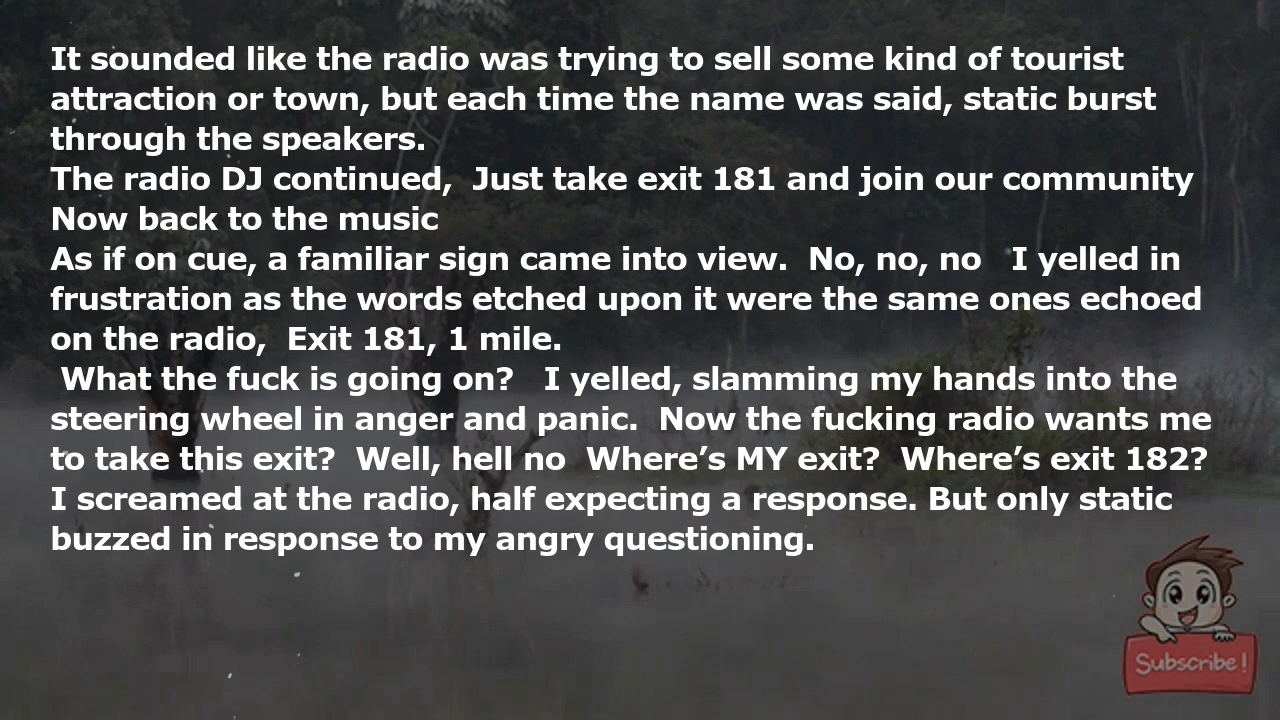 It sounded like the radio was trying to sell some kind of tourist
attraction or town, but each time the name was said, static burst
through the speakers.
The radio DJ continued,  Just take exit 181 and join our community
Now back to the music
As if on cue, a familiar sign came into view.  No, no, no   I yelled in
frustration as the words etched upon it were the same ones echoed
on the radio,  Exit 181, 1 mile.
 What the fuck is going on?   I yelled, slamming my hands into the
steering wheel in anger and panic.  Now the fucking radio wants me
to take this exit?  Well, hell no  Where’s MY exit?  Where’s exit 182?
I screamed at the radio, half expecting a response. But only static
buzzed in response to my angry questioning.
Subscribe!